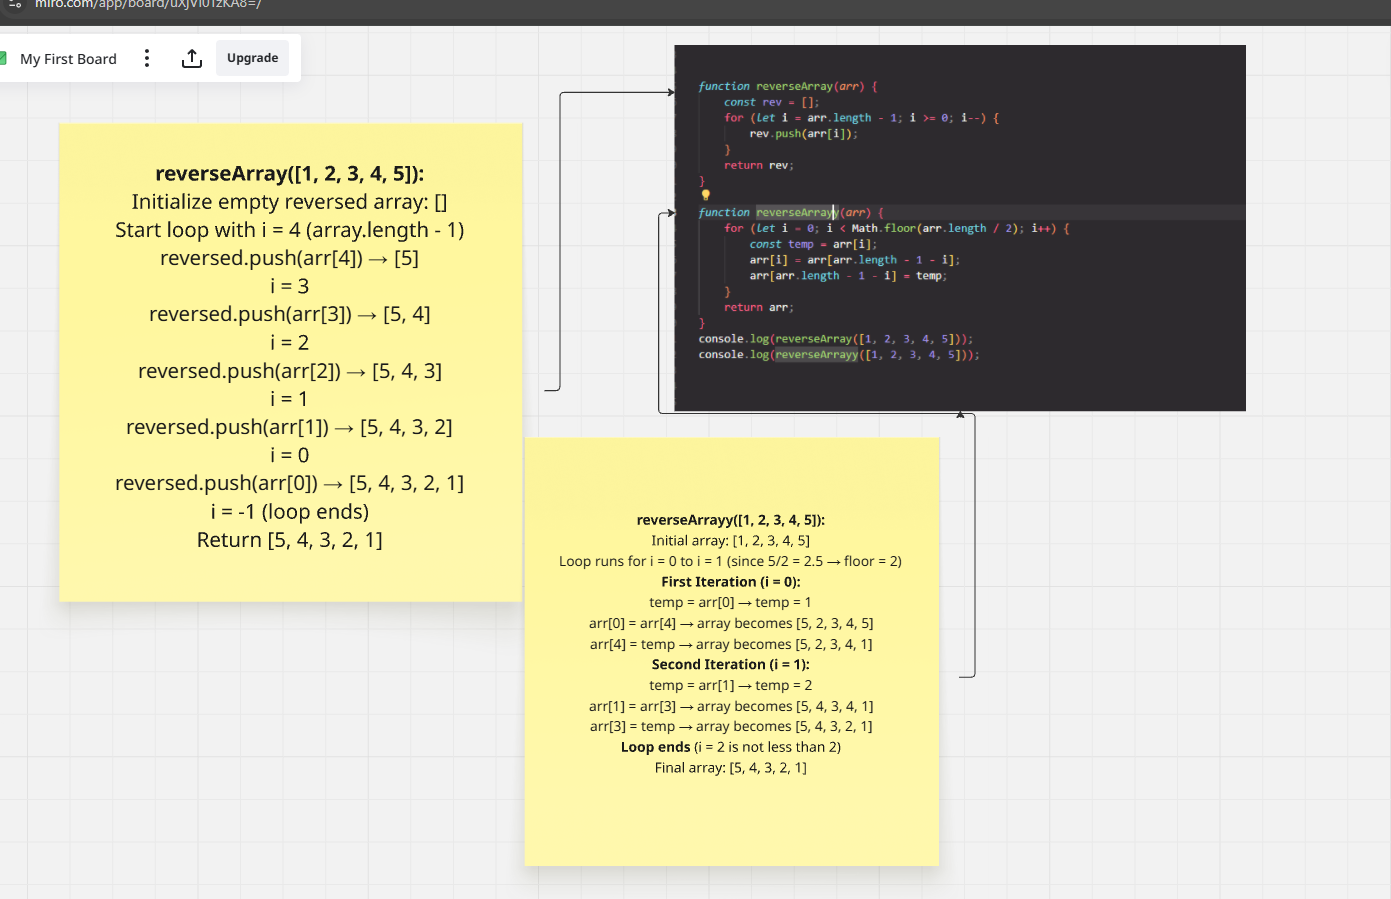 miro.com/app/board/uXjVI01zKA8=/
My First Board
Upgrade
reverseArray([1, 2, 3, 4, 5]):
Initialize empty reversed array: []
Start loop with i = 4 (array.length - 1)
reversed.push(arr[4]) → [5]
i = 3
reversed.push(arr[3]) → [5, 4]
i = 2
reversed.push(arr[2]) → [5, 4, 3]
i = 1
reversed.push(arr[1]) → [5, 4, 3, 2]
i = 0
reversed.push(arr[0]) → [5, 4, 3, 2, 1]
i = -1 (loop ends)
Return [5, 4, 3, 2, 1]
function reverseArray(arr) {
const rev = [];
for (let i = arr.length - 1; i >= 0; i--) {
rev.push(arr[i]);
}
return rev;
}
function reverseArrayy(arr) {
for (let i = 0; i < Math.floor(arr.length / 2); i++) {
const temp = arr[i];
arr[i] = arr[arr.length - 1 - i];
arr[arr.length - 1 - i] = temp;
}
return arr;
}
console.log(reverseArray([1, 2, 3, 4, 5]));
console.log(reverseArrayy([1, 2, 3, 4, 5]));
reverseArrayy([1, 2, 3, 4, 5]):
Initial array: [1, 2, 3, 4, 5]
Loop runs for i = 0 to i = 1 (since 5/2 = 2.5 → floor = 2)
First Iteration (i = 0):
temp = arr[0] → temp = 1
arr[0] = arr[4] → array becomes [5, 2, 3, 4, 5]
arr[4] = temp → array becomes [5, 2, 3, 4, 1]
Second Iteration (i = 1):
temp = arr[1] → temp = 2
arr[1] = arr[3] → array becomes [5, 4, 3, 4, 1]
arr[3] = temp → array becomes [5, 4, 3, 2, 1]
Loop ends (i = 2 is not less than 2)
Final array: [5, 4, 3, 2, 1]